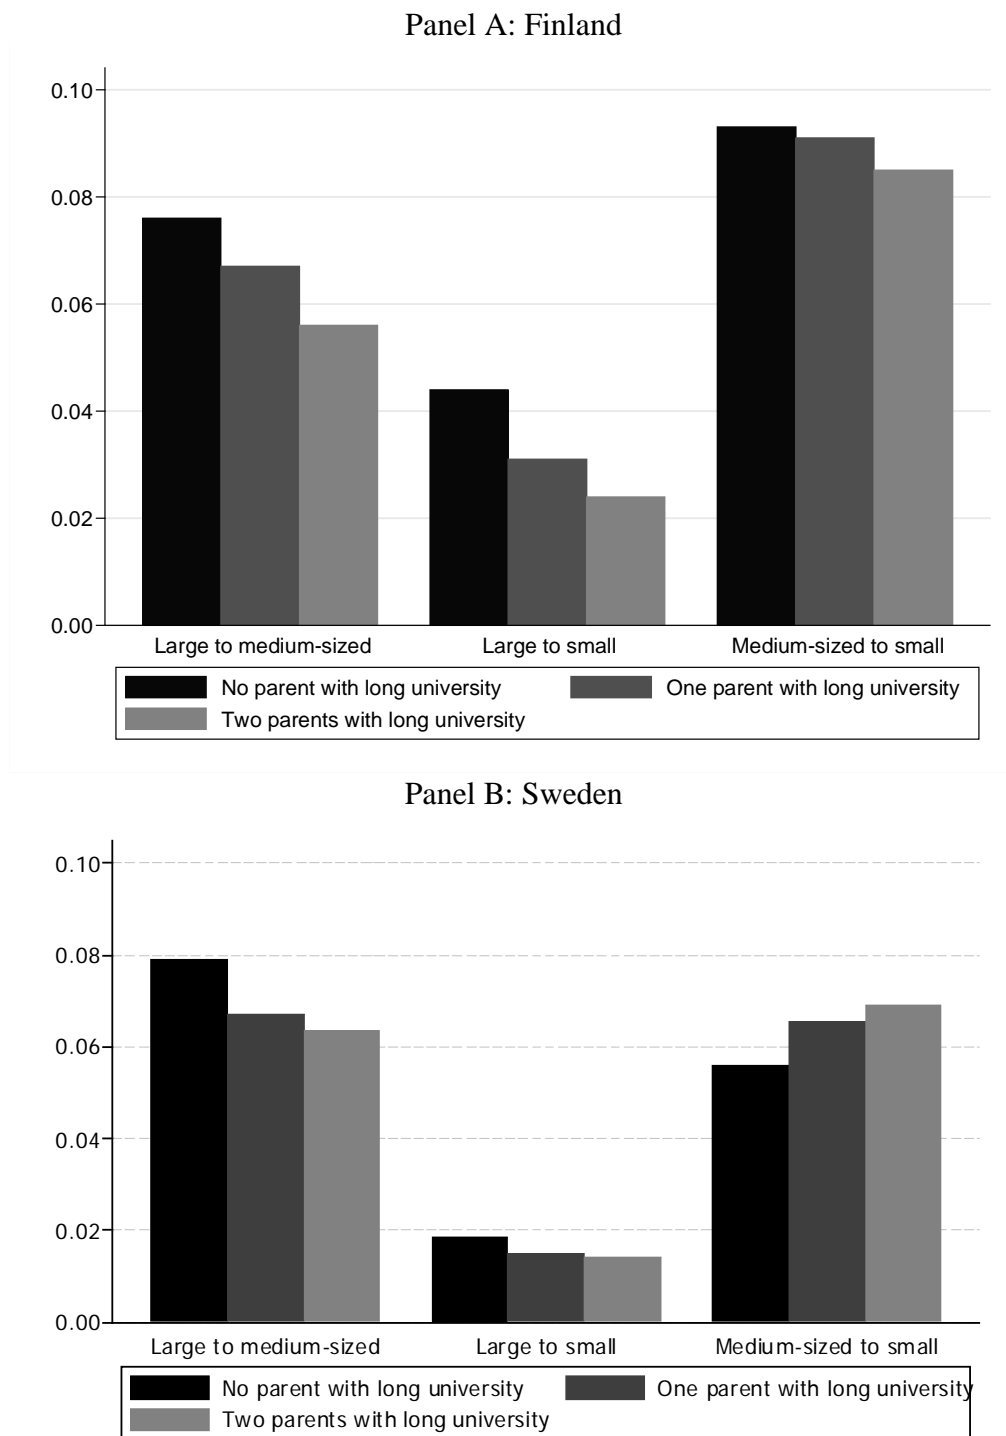 Panel A: Finland
0.10
0.08
0.06
0.04
0.02
0.00
Large to medium-sized Large to small Medium-sized to small
No parent with long university One parent with long university
Two parents with long university
Panel B: Sweden
0.10
0.08
0.06
0.04
0.02
0.00
Large to medium-sized Large to small Medium-sized to small
No parent with long university One parent with long university
Two parents with long university